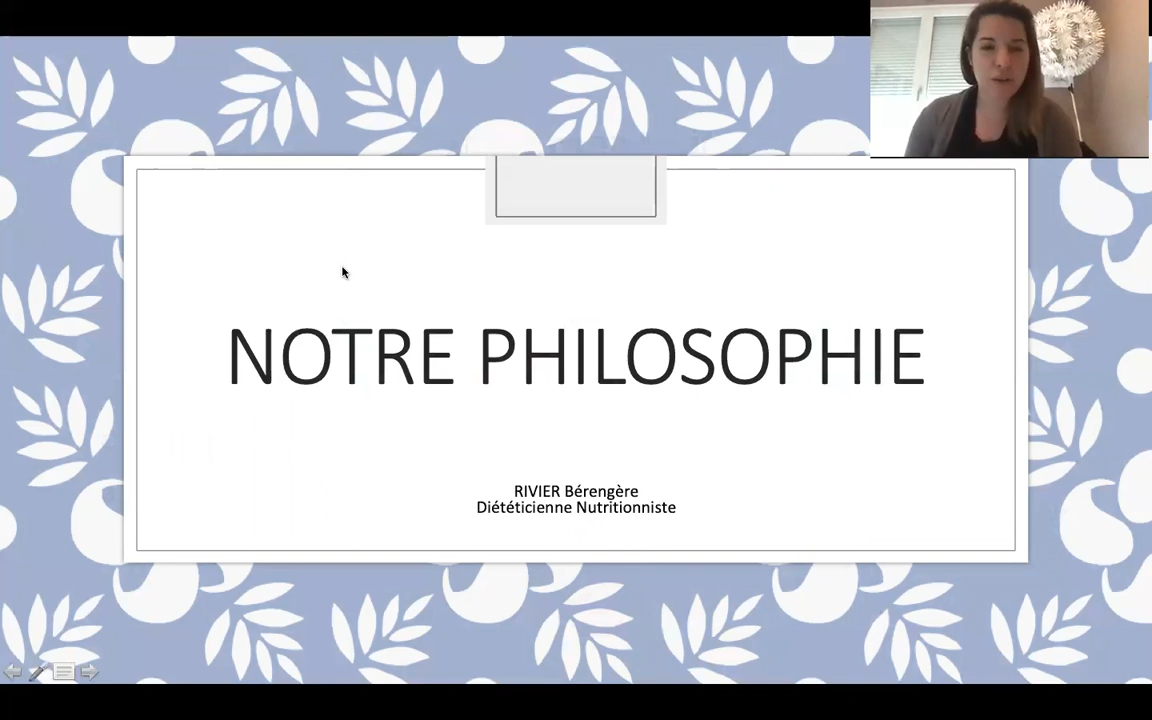 NOTRE PHILOSOPHIE
RIVIER Bérengère
Diététicienne Nutritionniste